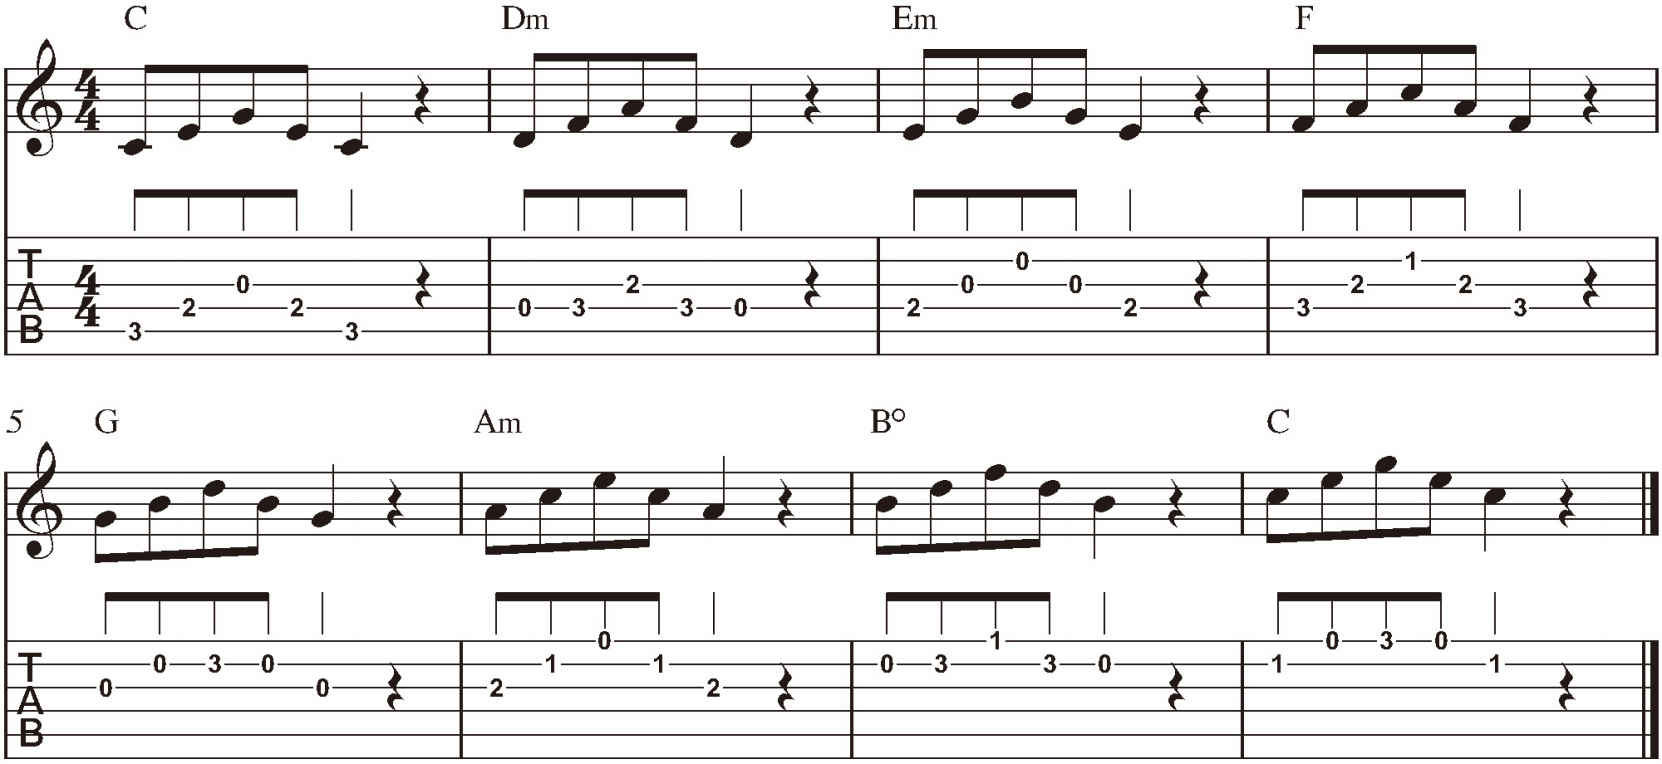 C Dm Em F
4 4
T A B 4 4
0 0 1
0 2 0 0 2 2
2 2 0 3 3 0 2 2 3 3
3 3
5 G Am B° C
T A B
0 1 0 3 0
0 3 0 1 1 0 3 3 0 1 1
0 0 2 2